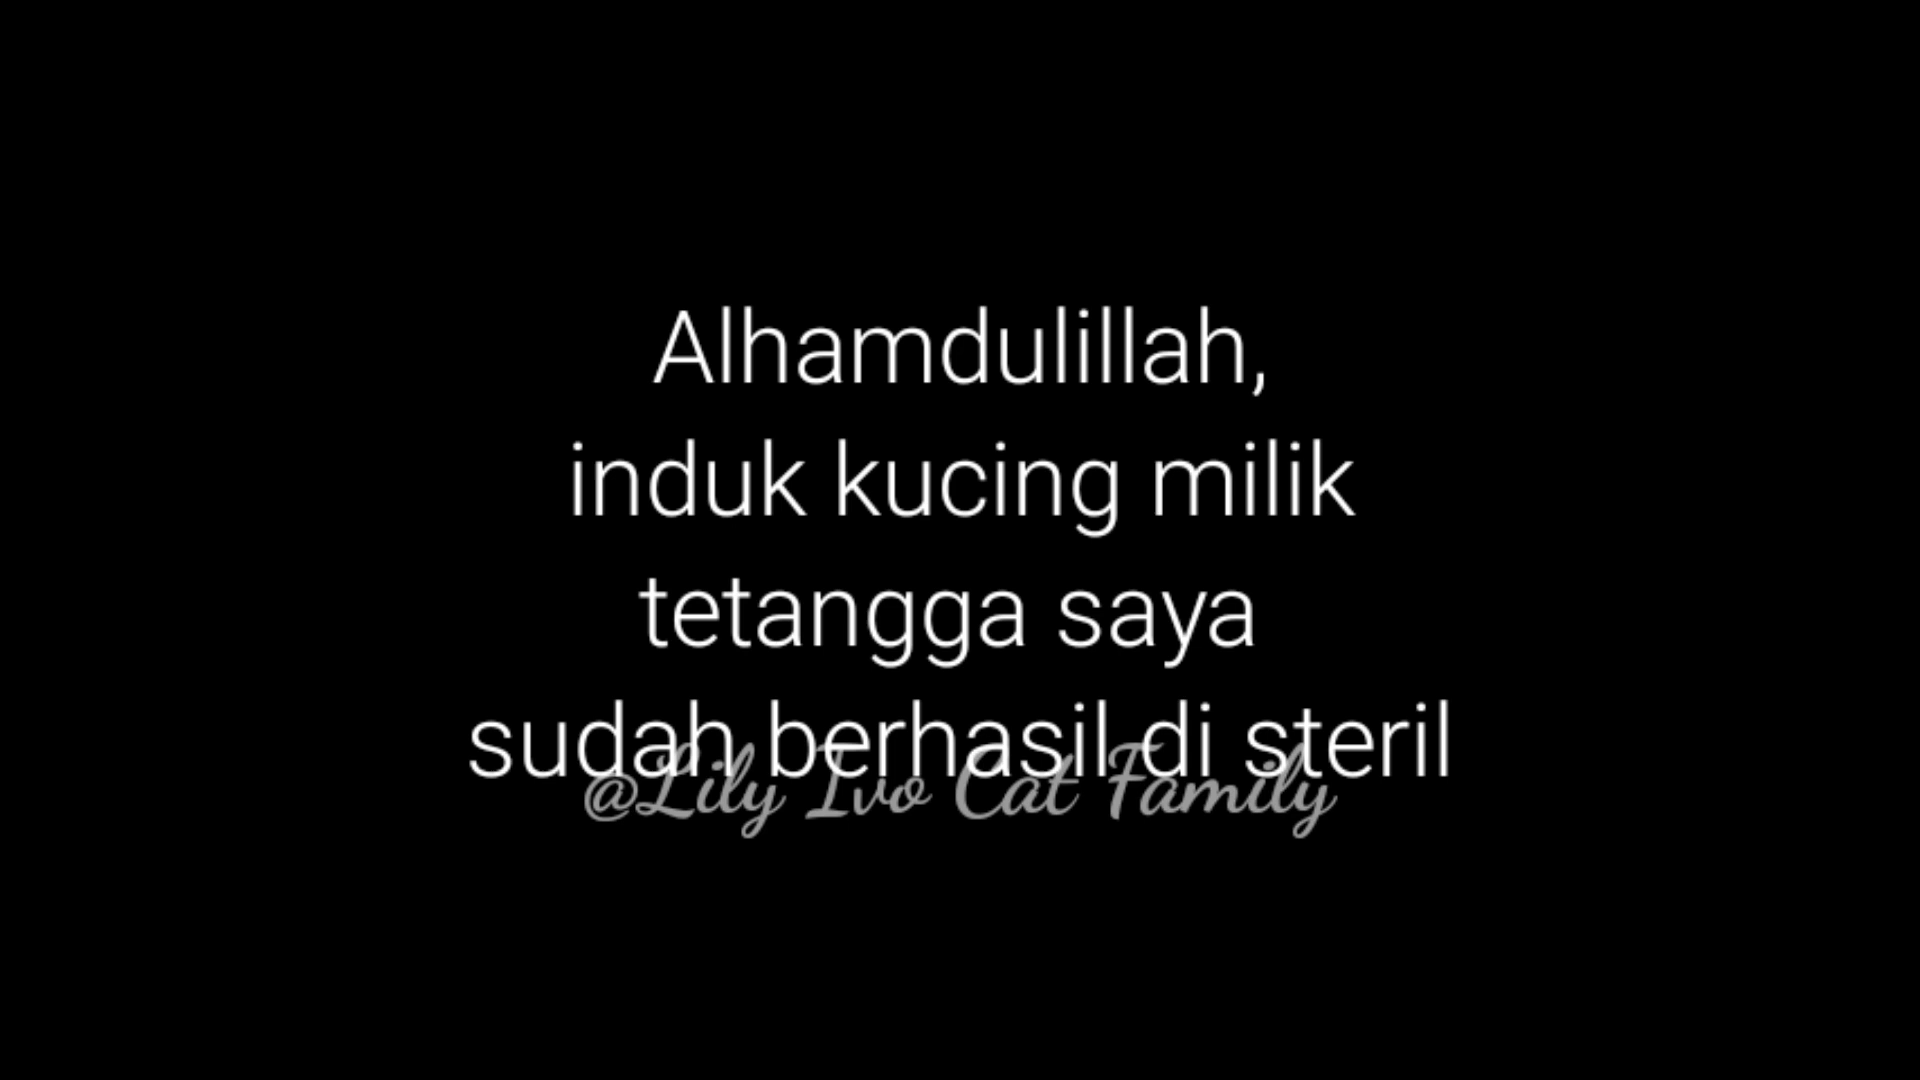 Alhamdulillah,
induk kucing milik
tetangga saya
sudah berhasil di steril
@Lily Ivo Cat Family